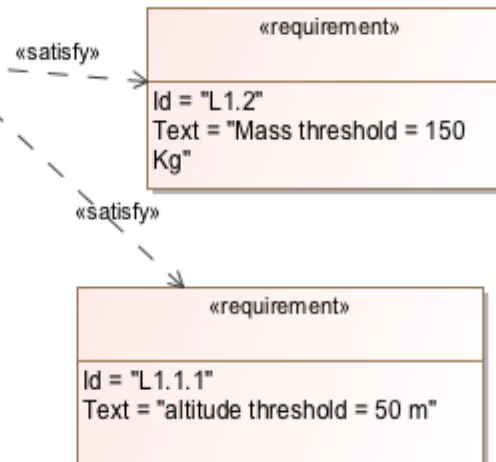 «requirement»
«satisfy»
Id = "L1.2"
Text = "Mass threshold = 150
Kg"
«satisfy»
«requirement»
Id = "L1.1.1"
Text = "altitude threshold = 50 m"